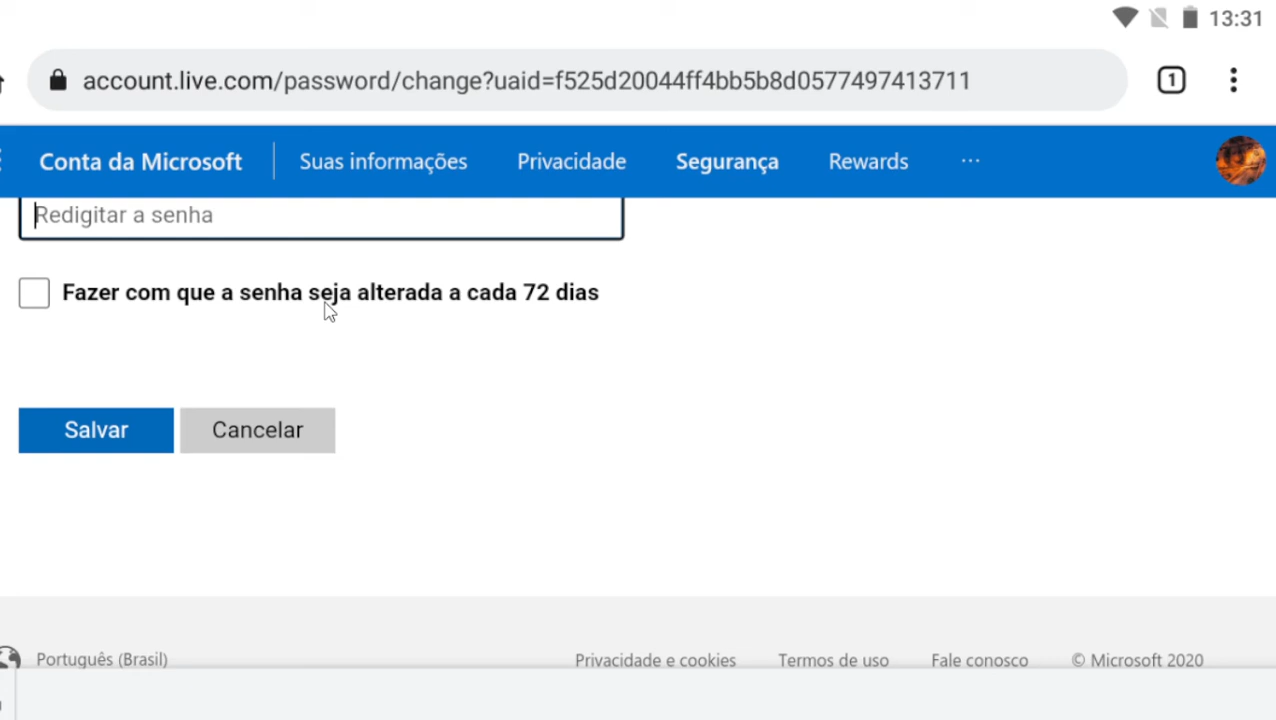 13:31
account.live.com/password/change?uaid=f525d20044ff4bb5b8d0577497413711
1
Conta da Microsoft
Suas informações
Privacidade
Segurança
Rewards
...
Redigitar a senha
Fazer com que a senha seja alterada a cada 72 dias
Salvar
Cancelar
Português (Brasil)
Privacidade e cookies
Termos de uso
Fale conosco
© Microsoft 2020